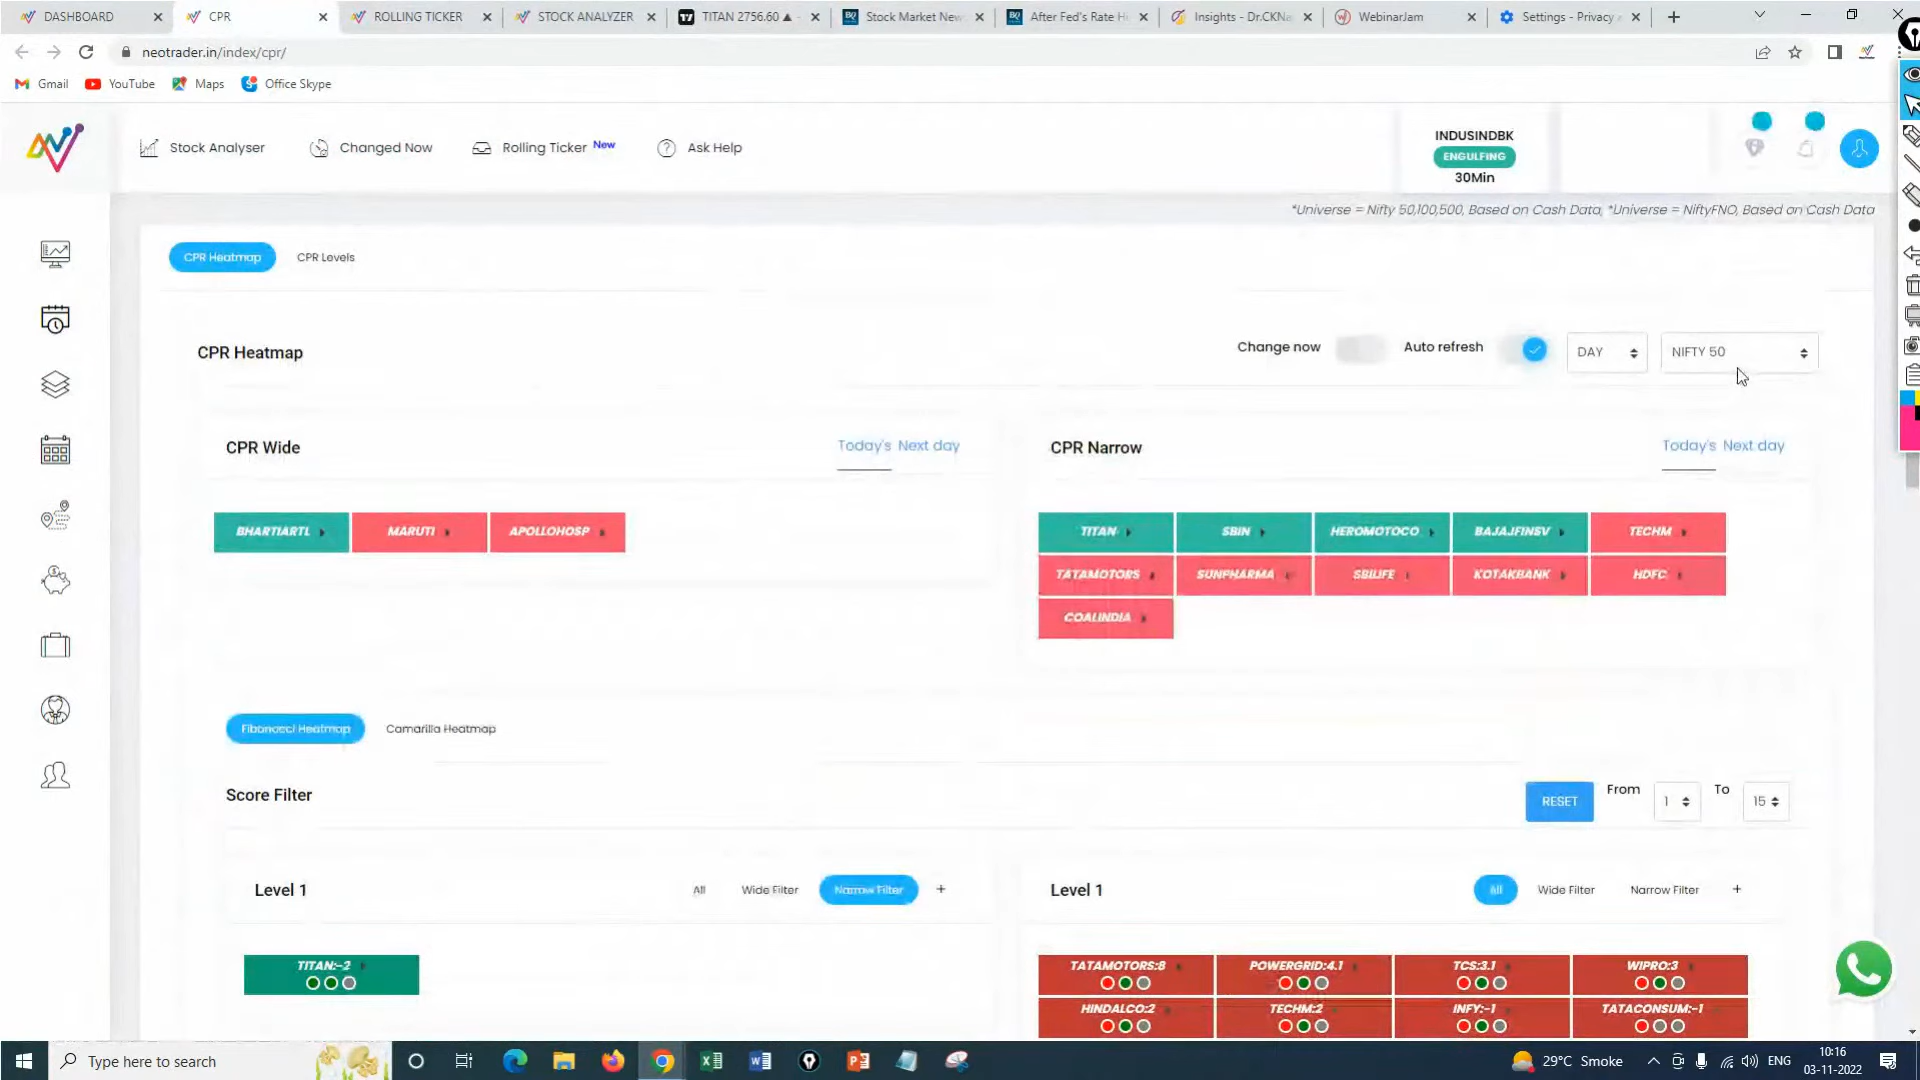 DASHBOARD
CPR
ROLLING TICKER
STOCK ANALYZER
TITAN 2756.60 ▲
Stock Market New
After Fed's Rate H
Insights - Dr.CKNa
WebinarJam
Settings - Privacy
neotrader.in/index/cpr/
Gmail
YouTube
Maps
Office Skype
Stock Analyser
Changed Now
Rolling Ticker New
Ask Help
INDUSINDBK
ENGULFING
30Min
*Universe = Nifty 50,100,500, Based on Cash Data, *Universe = NiftyFNO, Based on Cash Data
CPR Heatmap
CPR Levels
CPR Heatmap
Change now
Auto refresh
DAY
NIFTY 50
CPR Wide
Today's Next day
CPR Narrow
Today's Next day
BHARTIARTL
MARUTI
APOLLOHOSP
TITAN
SBIN
HEROMOTOCO
BAJAJFINSV
TECHM
TATAMOTORS
SUNPHARMA
SBILIFE
KOTAKBANK
HDFC
COALINDIA
Fibonacci Heatmap
Camarilla Heatmap
Score Filter
RESET
From
1
To
15
Level 1
All
Wide Filter
Narrow Filter
+
Level 1
All
Wide Filter
Narrow Filter
+
TITAN:-2
TATAMOTORS:8
POWERGRID:4.1
TCS:3.1
WIPRO:3
HINDALCO:2
TECHM:2
INFY:-1
TATACONSUM:-1
Type here to search
29°C Smoke
ENG
10:16
03-11-2022